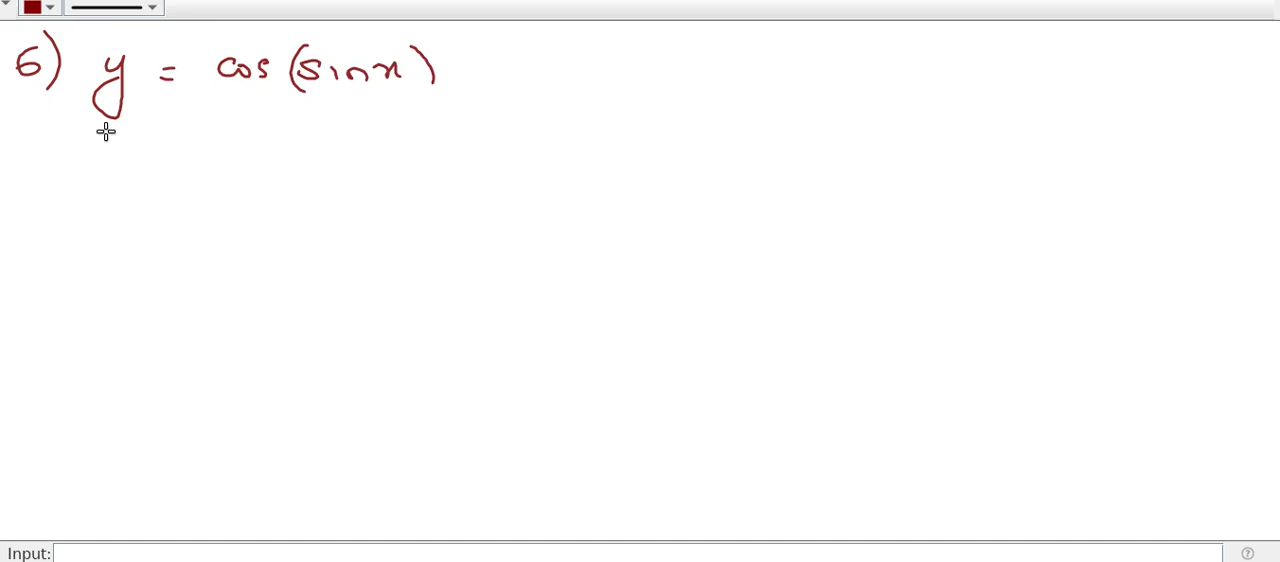 6) y = cos (sinx)
Input: